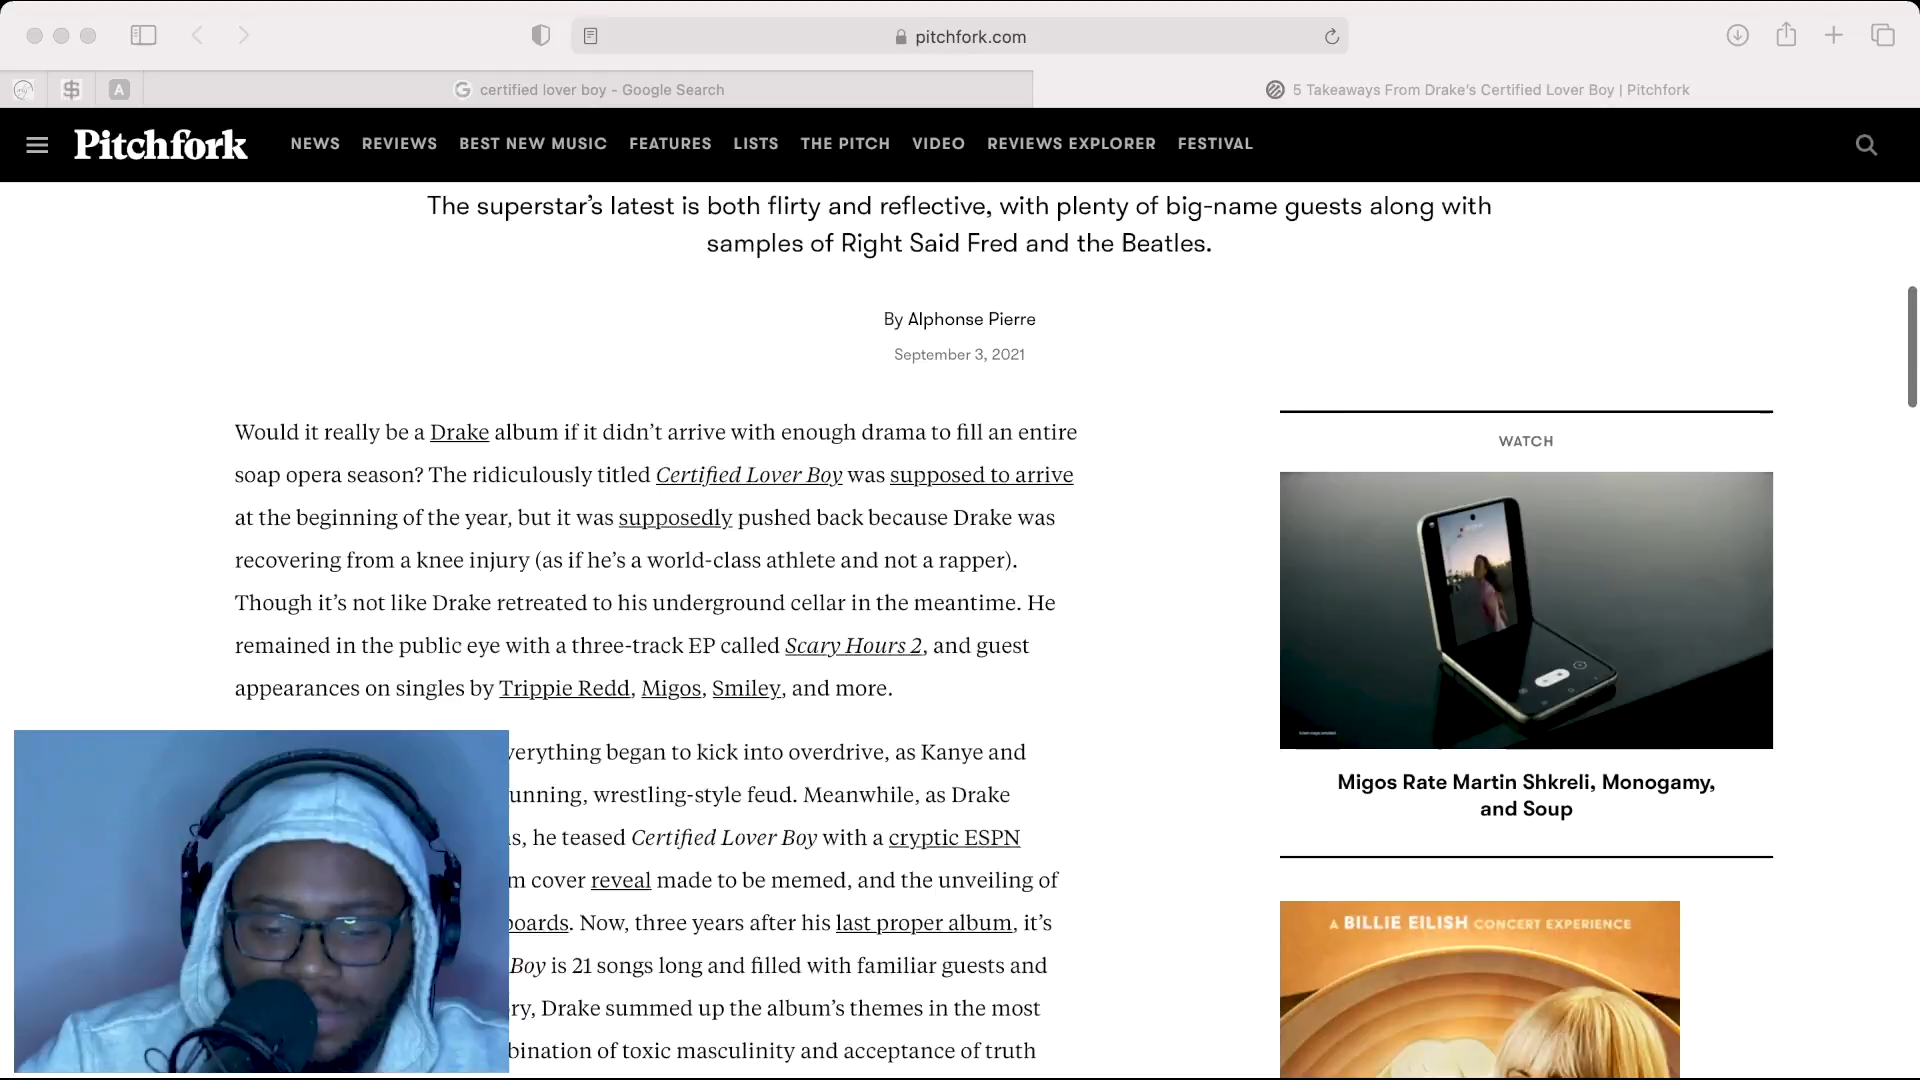 pitchfork.com
A
certified lover boy - Google Search
5 Takeaways From Drake's Certified Lover Boy | Pitchfork
Pitchfork
NEWS REVIEWS BEST NEW MUSIC FEATURES LISTS THE PITCH VIDEO REVIEWS EXPLORER FESTIVAL
The superstar's latest is both flirty and reflective, with plenty of big-name guests along with
samples of Right Said Fred and the Beatles.
By Alphonse Pierre
September 3, 2021
Would it really be a Drake album if it didn't arrive with enough drama to fill an entire
soap opera season? The ridiculously titled Certified Lover Boy was supposed to arrive
at the beginning of the year, but it was supposedly pushed back because Drake was
recovering from a knee injury (as if he's a world-class athlete and not a rapper).
Though it's not like Drake retreated to his underground cellar in the meantime. He
remained in the public eye with a three-track EP called Scary Hours 2, and guest
appearances on singles by Trippie Redd, Migos, Smiley, and more.
verything began to kick into overdrive, as Kanye and
unning, wrestling-style feud. Meanwhile, as Drake
s, he teased Certified Lover Boy with a cryptic ESPN
m cover reveal made to be memed, and the unveiling of
boards. Now, three years after his last proper album, it's
Boy is 21 songs long and filled with familiar guests and
ry, Drake summed up the album's themes in the most
bination of toxic masculinity and acceptance of truth
WATCH
Migos Rate Martin Shkreli, Monogamy,
and Soup
A BILLIE EILISH CONCERT EXPERIENCE